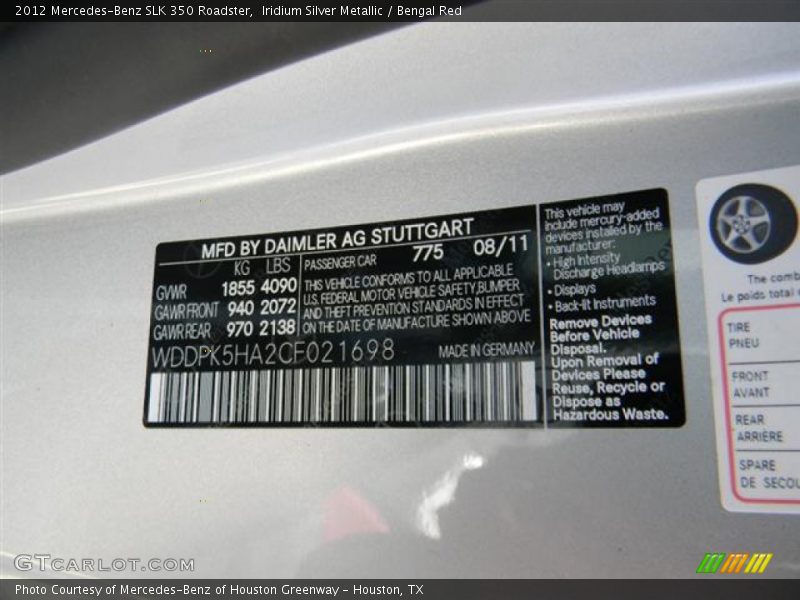 2012 Mercedes-Benz SLK 350 Roadster, Iridium Silver Metallic / Bengal Red
MFD BY DAIMLER AG STUTTGART
KG LBS
GVWR 1855 4090
GAWR FRONT 940 2072
GAWR REAR 970 2138
PASSENGER CAR 775 08/11
THIS VEHICLE CONFORMS TO ALL APPLICABLE
U.S. FEDERAL MOTOR VEHICLE SAFETY,BUMPER
AND THEFT PREVENTION STANDARDS IN EFFECT
ON THE DATE OF MANUFACTURE SHOWN ABOVE
WDDPK5HA2CF021698 MADE IN GERMANY
This vehicle may
include mercury-added
devices installed by the
manufacturer:
• High Intensity
Discharge Headlamps
• Displays
• Back-lit Instruments
Remove Devices
Before Vehicle
Disposal.
Upon Removal of
Devices Please
Reuse, Recycle or
Dispose as
Hazardous Waste.
The comb
Le poids total
TIRE
PNEU
FRONT
AVANT
REAR
ARRIÈRE
SPARE
DE SECOU
GTCARLOT.COM
Photo Courtesy of Mercedes-Benz of Houston Greenway - Houston, TX